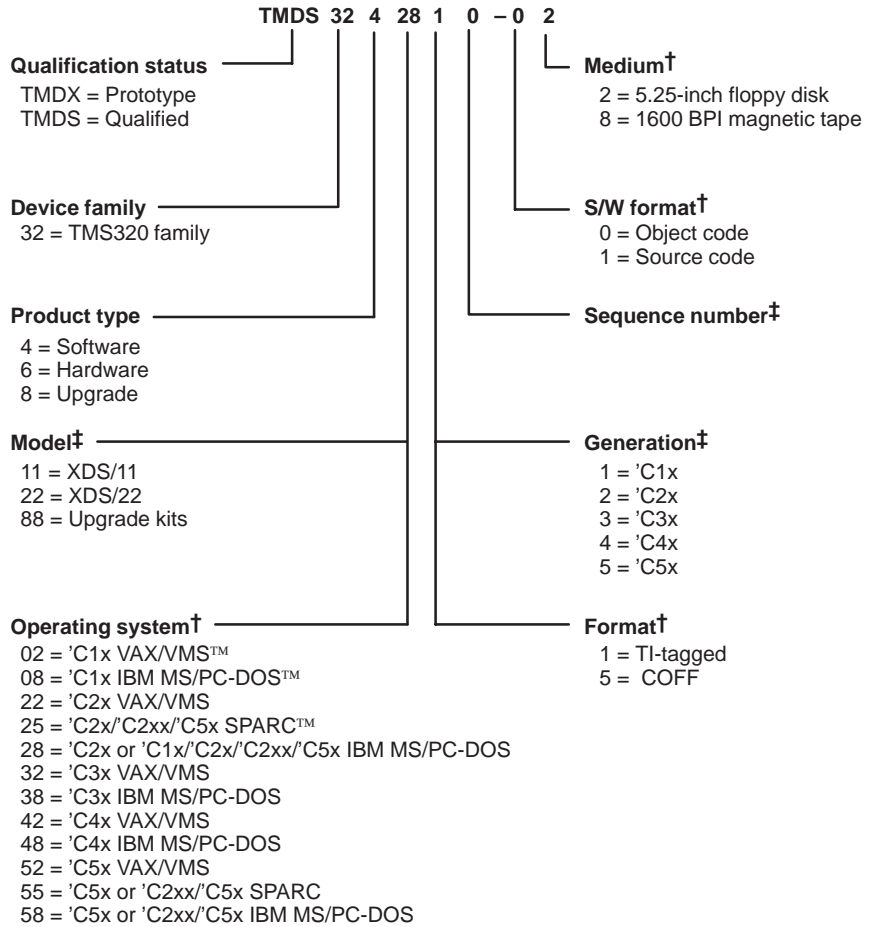 TMDS 32 4 28 1 0 – 0 2
Qualification status
TMDX = Prototype
TMDS = Qualified
Medium†
2 = 5.25-inch floppy disk
8 = 1600 BPI magnetic tape
Device family
32 = TMS320 family
S/W format†
0 = Object code
1 = Source code
Product type
4 = Software
6 = Hardware
8 = Upgrade
Sequence number‡
Model‡
11 = XDS/11
22 = XDS/22
88 = Upgrade kits
Generation‡
1 = ’C1x
2 = ’C2x
3 = ’C3x
4 = ’C4x
5 = ’C5x
Operating system†
02 = ’C1x VAX/VMS™
08 = ’C1x IBM MS/PC-DOS™
22 = ’C2x VAX/VMS
25 = ’C2x/’C2xx/’C5x SPARC™
28 = ’C2x or ’C1x/’C2x/’C2xx/’C5x IBM MS/PC-DOS
32 = ’C3x VAX/VMS
38 = ’C3x IBM MS/PC-DOS
42 = ’C4x VAX/VMS
48 = ’C4x IBM MS/PC-DOS
52 = ’C5x VAX/VMS
55 = ’C5x or ’C2xx/’C5x SPARC
58 = ’C5x or ’C2xx/’C5x IBM MS/PC-DOS
Format†
1 = TI-tagged
5 = COFF